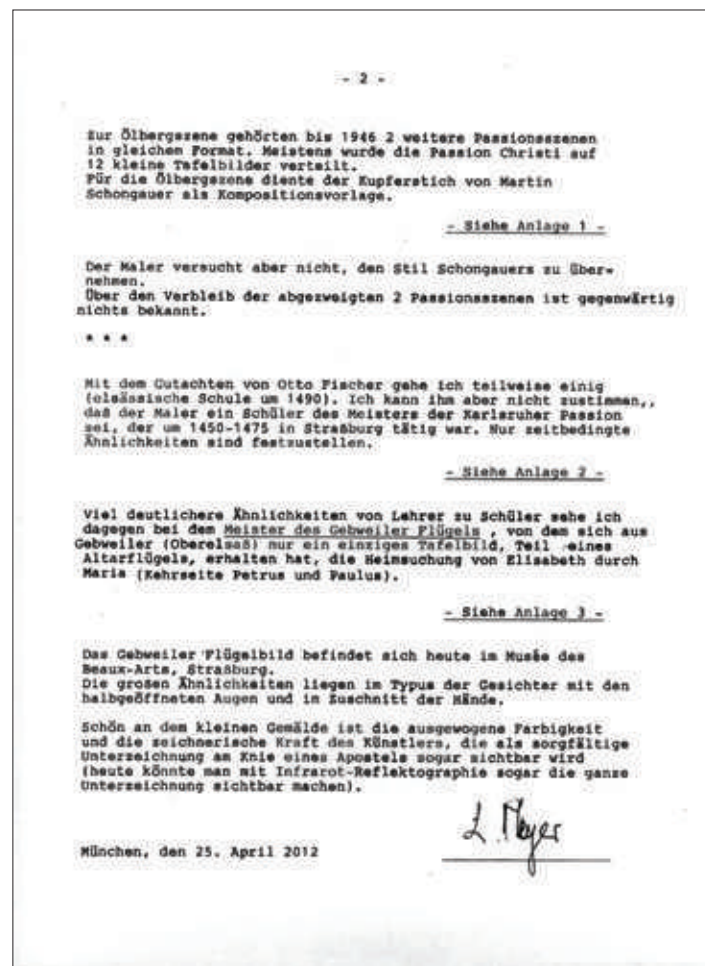 - 2 -
Zur Ölbergszene gehörten bis 1946 2 weitere Passionsszenen
in gleichem Format. Meistens wurde die Passion Christi auf
12 kleine Tafelbilder verteilt.
Für die Ölbergszene diente der Kupferstich von Martin
Schongauer als Kompositionsvorlage.
- Siehe Anlage 1 -
Der Maler versucht aber nicht, den Stil Schongauers zu über-
nehmen.
Über den Verbleib der abgezweigten 2 Passionsszenen ist gegenwärtig
nichts bekannt.
* * *
Mit dem Gutachten von Otto Fischer gehe ich teilweise einig
(elsässische Schule um 1490). Ich kann ihm aber nicht zustimmen,,
daß der Maler ein Schüler des Meisters der Karlsruher Passion
sei, der um 1450-1475 in Straßburg tätig war. Nur zeitbedingte
Ähnlichkeiten sind festzustellen.
- Siehe Anlage 2 -
Viel deutlichere Ähnlichkeiten von Lehrer zu Schüler sehe ich
dagegen bei dem Meister des Gebweiler Flügels , von dem sich aus
Gebweiler (Oberelsaß) nur ein einziges Tafelbild, Teil eines
Altarflügels, erhalten hat, die Heimsuchung von Elisabeth durch
Maria (Kehrseite Petrus und Paulus).
- Siehe Anlage 3 -
Das Gebweiler Flügelbild befindet sich heute im Musée des
Beaux-Arts, Straßburg.
Die großen Ähnlichkeiten liegen im Typus der Gesichter mit den
halbgeöffneten Augen und im Zuschnitt der Hände.
Schön an dem kleinen Gemälde ist die ausgewogene Farbigkeit
und die zeichnerische Kraft des Künstlers, die als sorgfältige
Unterzeichnung am Knie eines Apostels sogar sichtbar wird
(heute könnte man mit Infrarot-Reflektographie sogar die ganze
Unterzeichnung sichtbar machen).
L. Meyer
München, den 25. April 2012